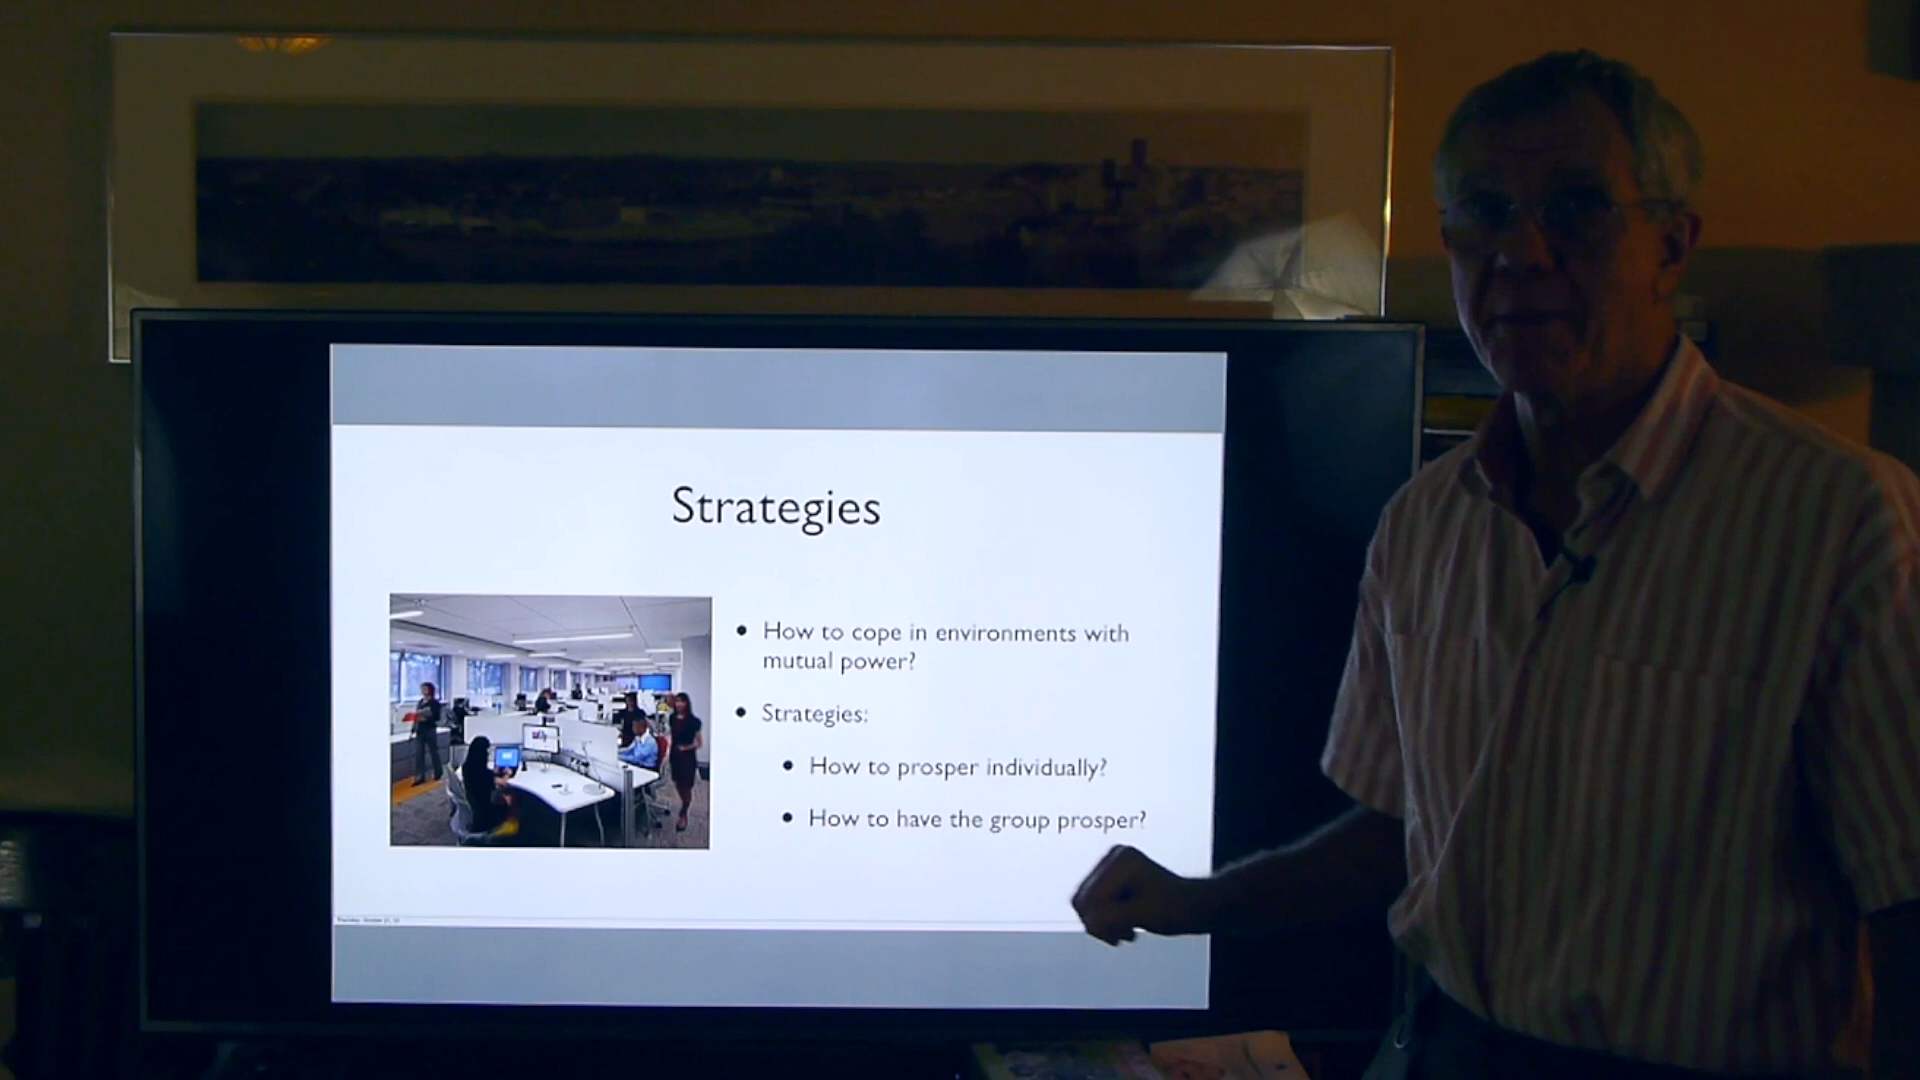 Strategies
How to cope in environments with
mutual power?
Strategies:
How to prosper individually?
How to have the group prosper?